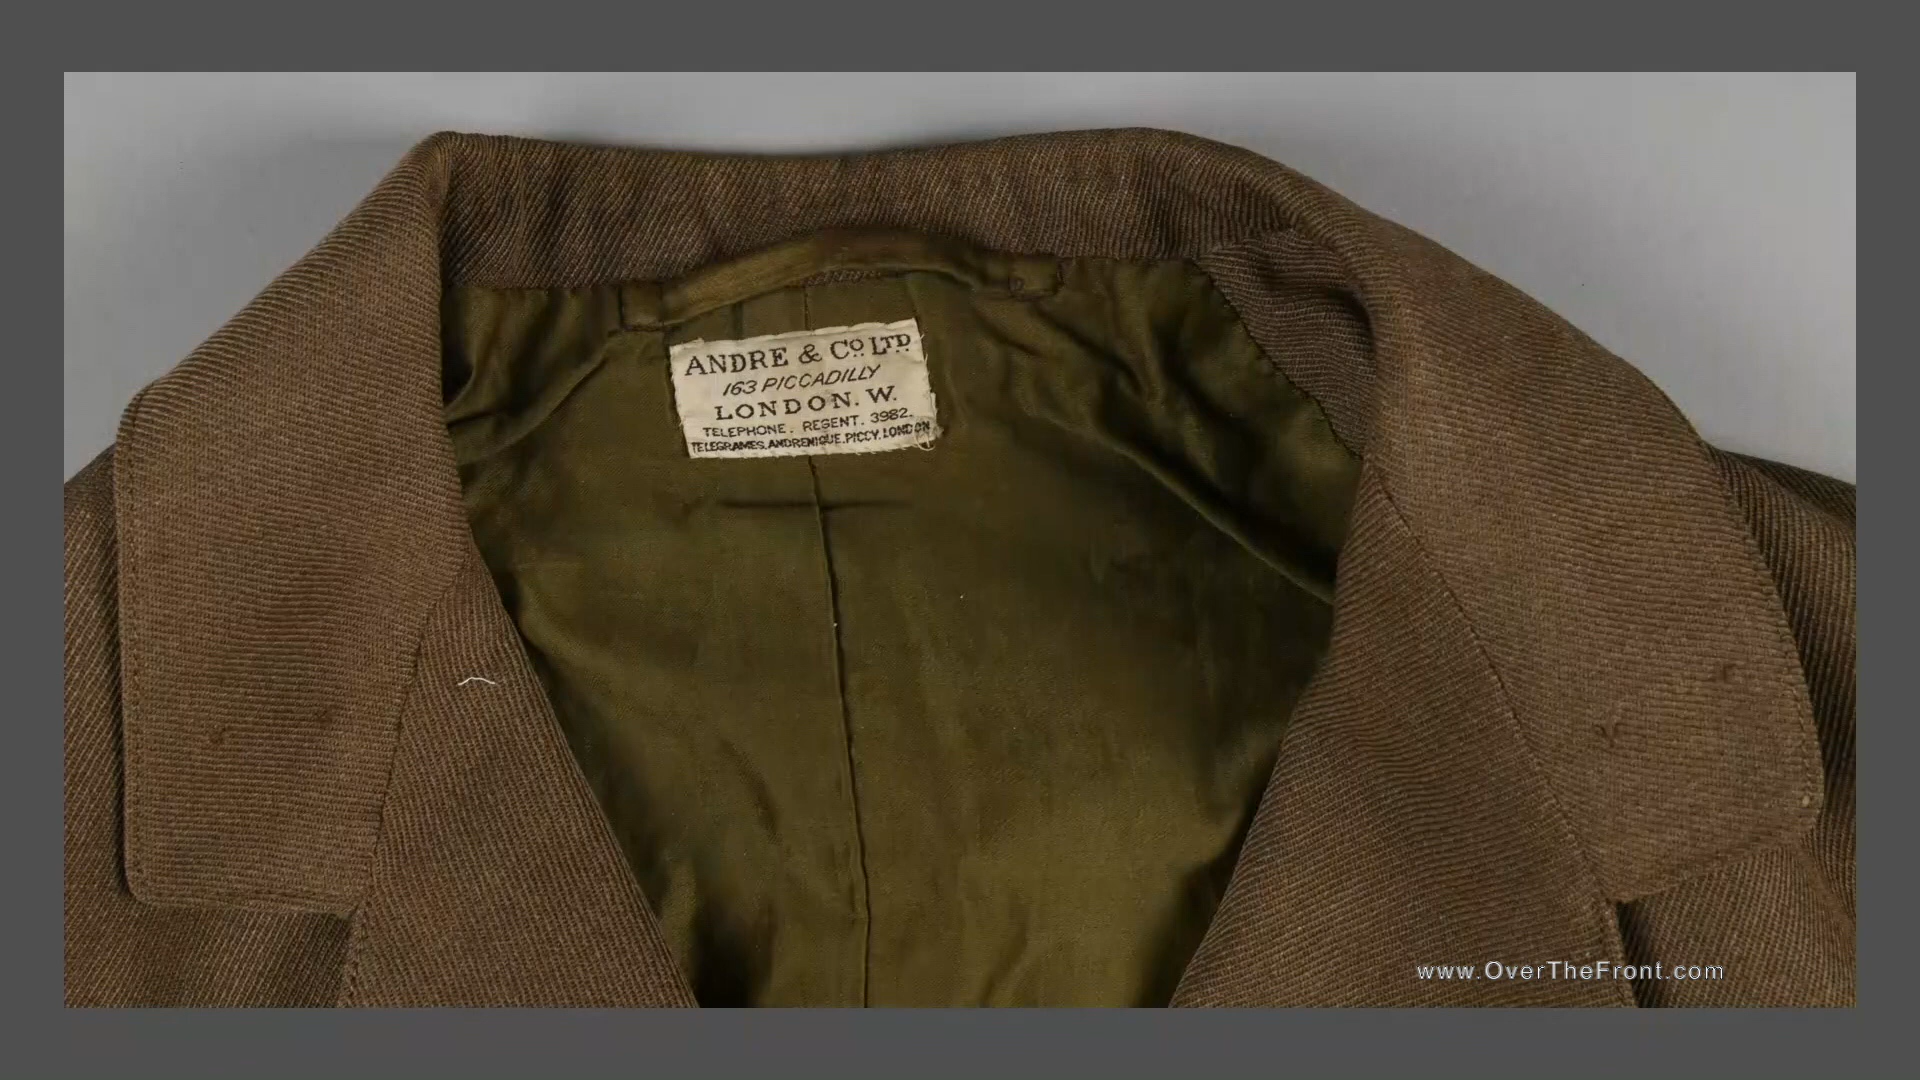 ANDRE & Co. LTD.
163 PICCADILLY
LONDON. W.
TELEPHONE. REGENT. 3982.
TELEGRAMES. ANDRENIQUE. PICCY. LONDON
www.OverTheFront.com